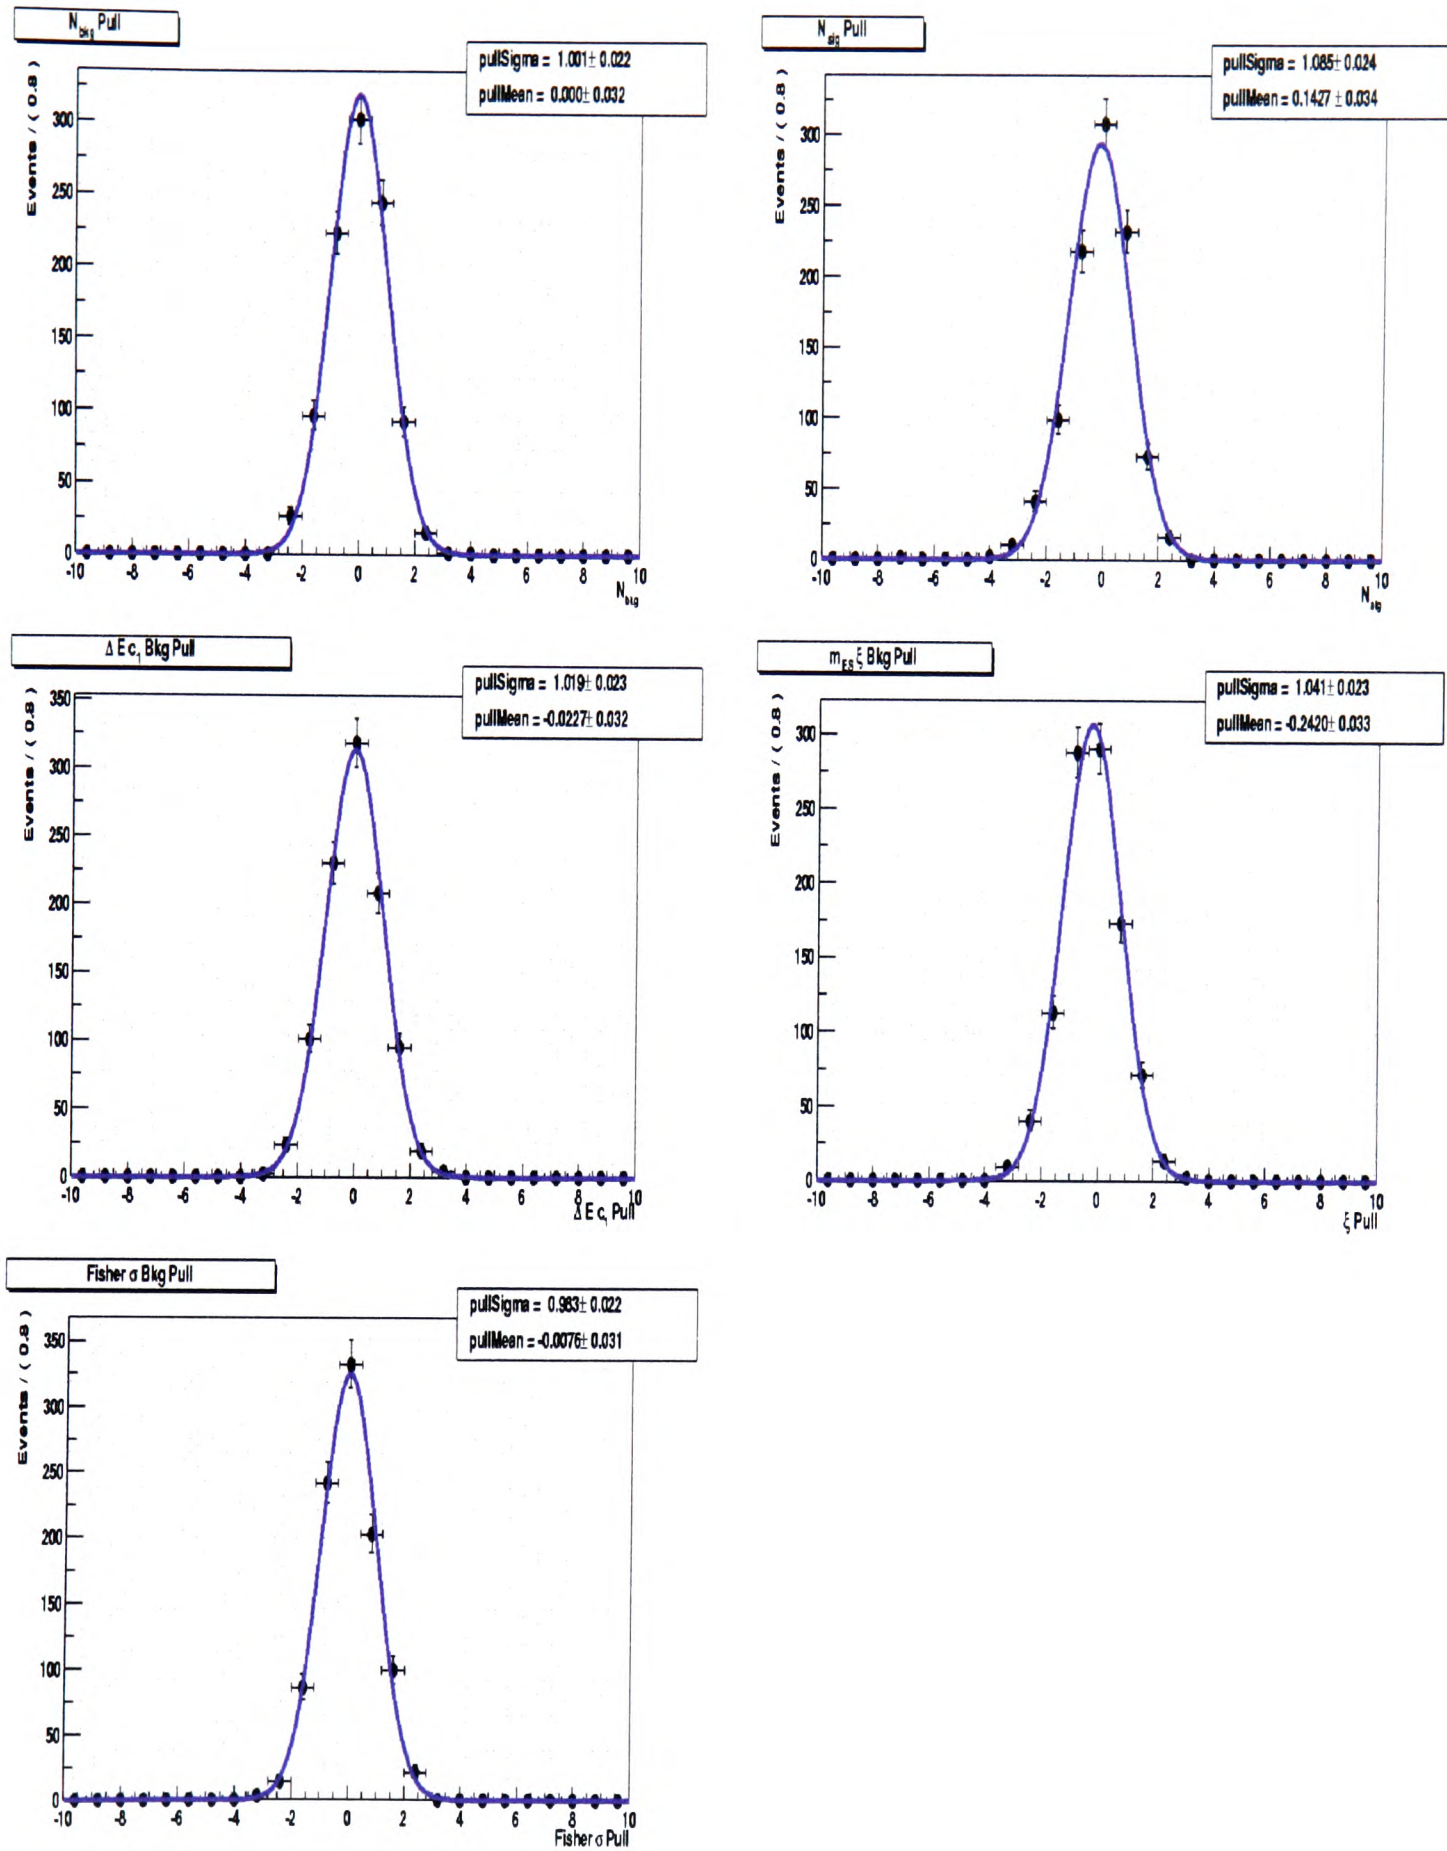 N_bkg Pull
pullSigma = 1.001± 0.022
pullMean = 0.000± 0.032
Events / ( 0.8 )
300
250
200
150
100
50
0
-10 -8 -6 -4 -2 0 2 4 6 8 10
N_bkg
N_sig Pull
pullSigma = 1.085± 0.024
pullMean = 0.1427 ± 0.034
Events / ( 0.8 )
300
250
200
150
100
50
0
-10 -8 -6 -4 -2 0 2 4 6 8 10
N_sig
Δ E c₁ Bkg Pull
pullSigma = 1.019± 0.023
pullMean = -0.0227± 0.032
Events / ( 0.8 )
350
300
250
200
150
100
50
0
-10 -8 -6 -4 -2 0 2 4 6 8 10
Δ E c₁ Pull
m_ES ξ Bkg Pull
pullSigma = 1.041± 0.023
pullMean = -0.2420± 0.033
Events / ( 0.8 )
300
250
200
150
100
50
0
-10 -8 -6 -4 -2 0 2 4 6 8 10
ξ Pull
Fisher σ Bkg Pull
pullSigma = 0.983± 0.022
pullMean = -0.0076± 0.031
Events / ( 0.8 )
350
300
250
200
150
100
50
0
-10 -8 -6 -4 -2 0 2 4 6 8 10
Fisher σ Pull